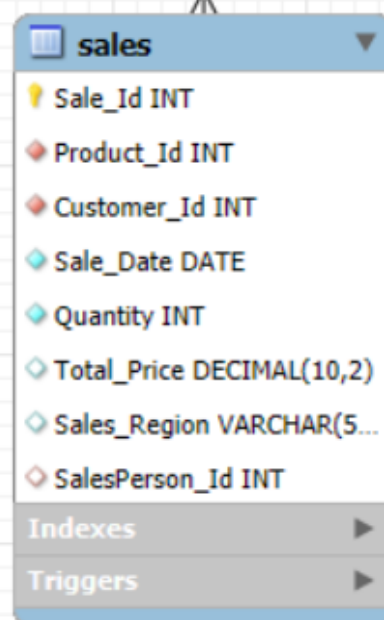 sales
Sale_Id INT
Product_Id INT
Customer_Id INT
Sale_Date DATE
Quantity INT
Total_Price DECIMAL(10,2)
Sales_Region VARCHAR(5...
SalesPerson_Id INT
Indexes
Triggers